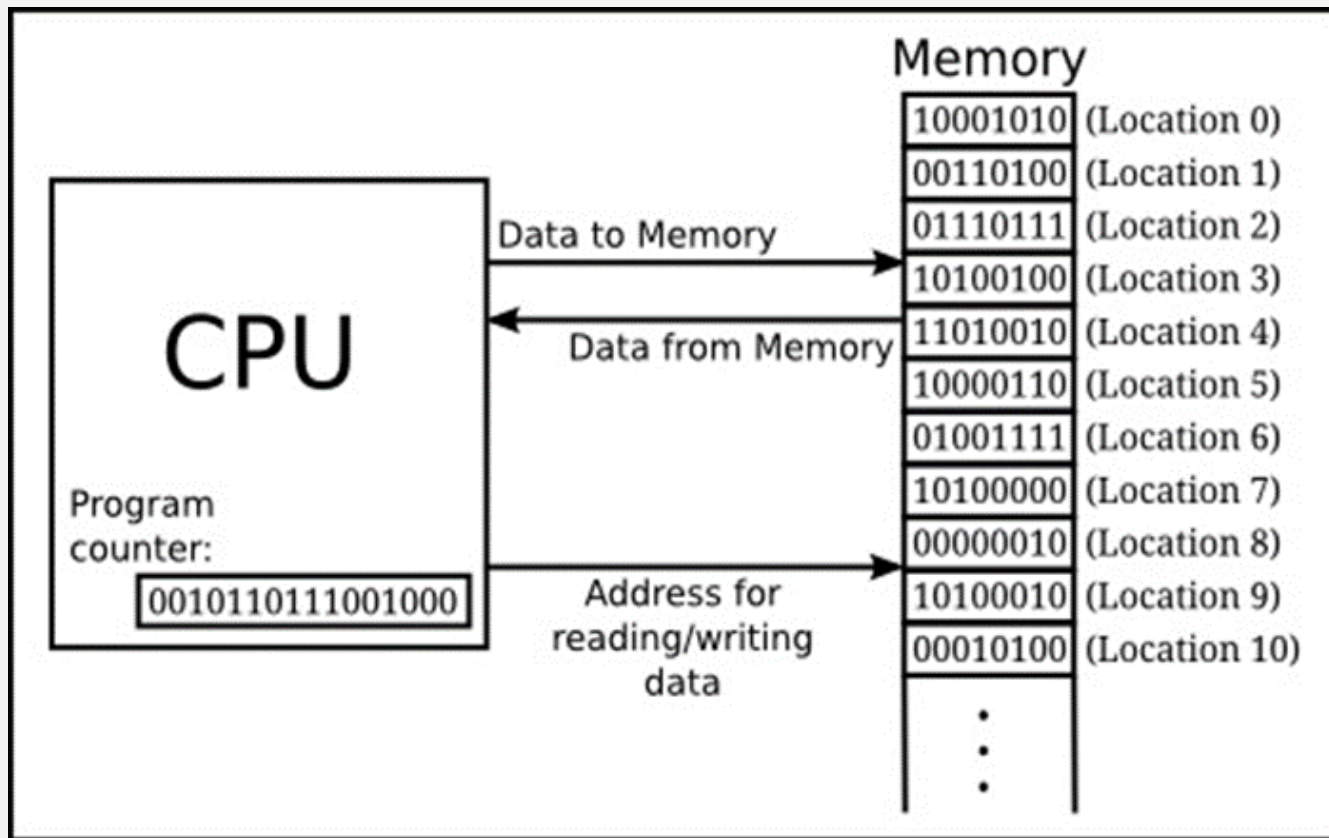 Memory
10001010 (Location 0)
00110100 (Location 1)
01110111 (Location 2)
10100100 (Location 3)
11010010 (Location 4)
10000110 (Location 5)
01001111 (Location 6)
10100000 (Location 7)
00000010 (Location 8)
10100010 (Location 9)
00010100 (Location 10)
Data to Memory
Data from Memory
CPU
Program
counter:
0010110111001000
Address for
reading/writing
data